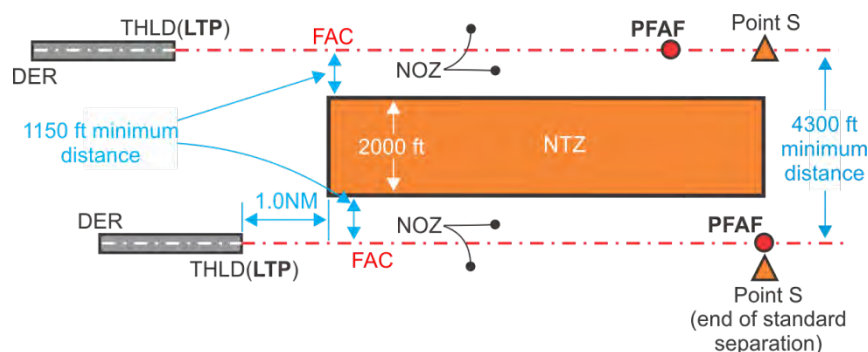 THLD(LTP)
DER
FAC
NOZ
PFAF
Point S
1150 ft minimum
distance
2000 ft
NTZ
4300 ft
minimum
distance
1.0NM
DER
THLD(LTP)
FAC
NOZ
PFAF
Point S
(end of standard
separation)